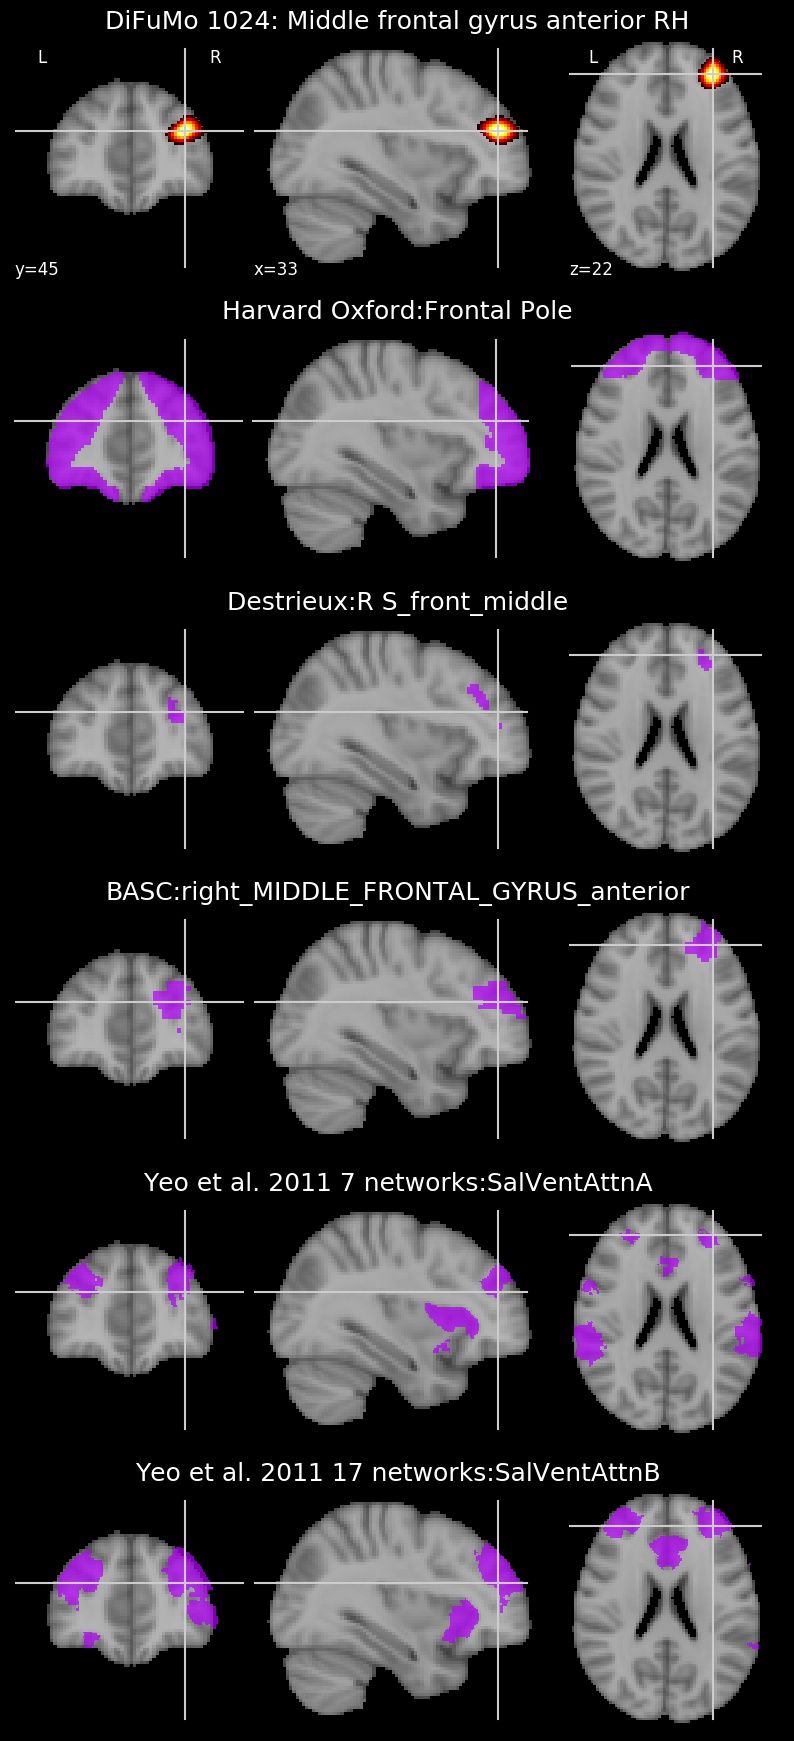 DiFuMo 1024: Middle frontal gyrus anterior RH
L R L R
y=45 x=33 z=22
Harvard Oxford:Frontal Pole
Destrieux:R S_front_middle
BASC:right_MIDDLE_FRONTAL_GYRUS_anterior
Yeo et al. 2011 7 networks:SalVentAttnA
Yeo et al. 2011 17 networks:SalVentAttnB